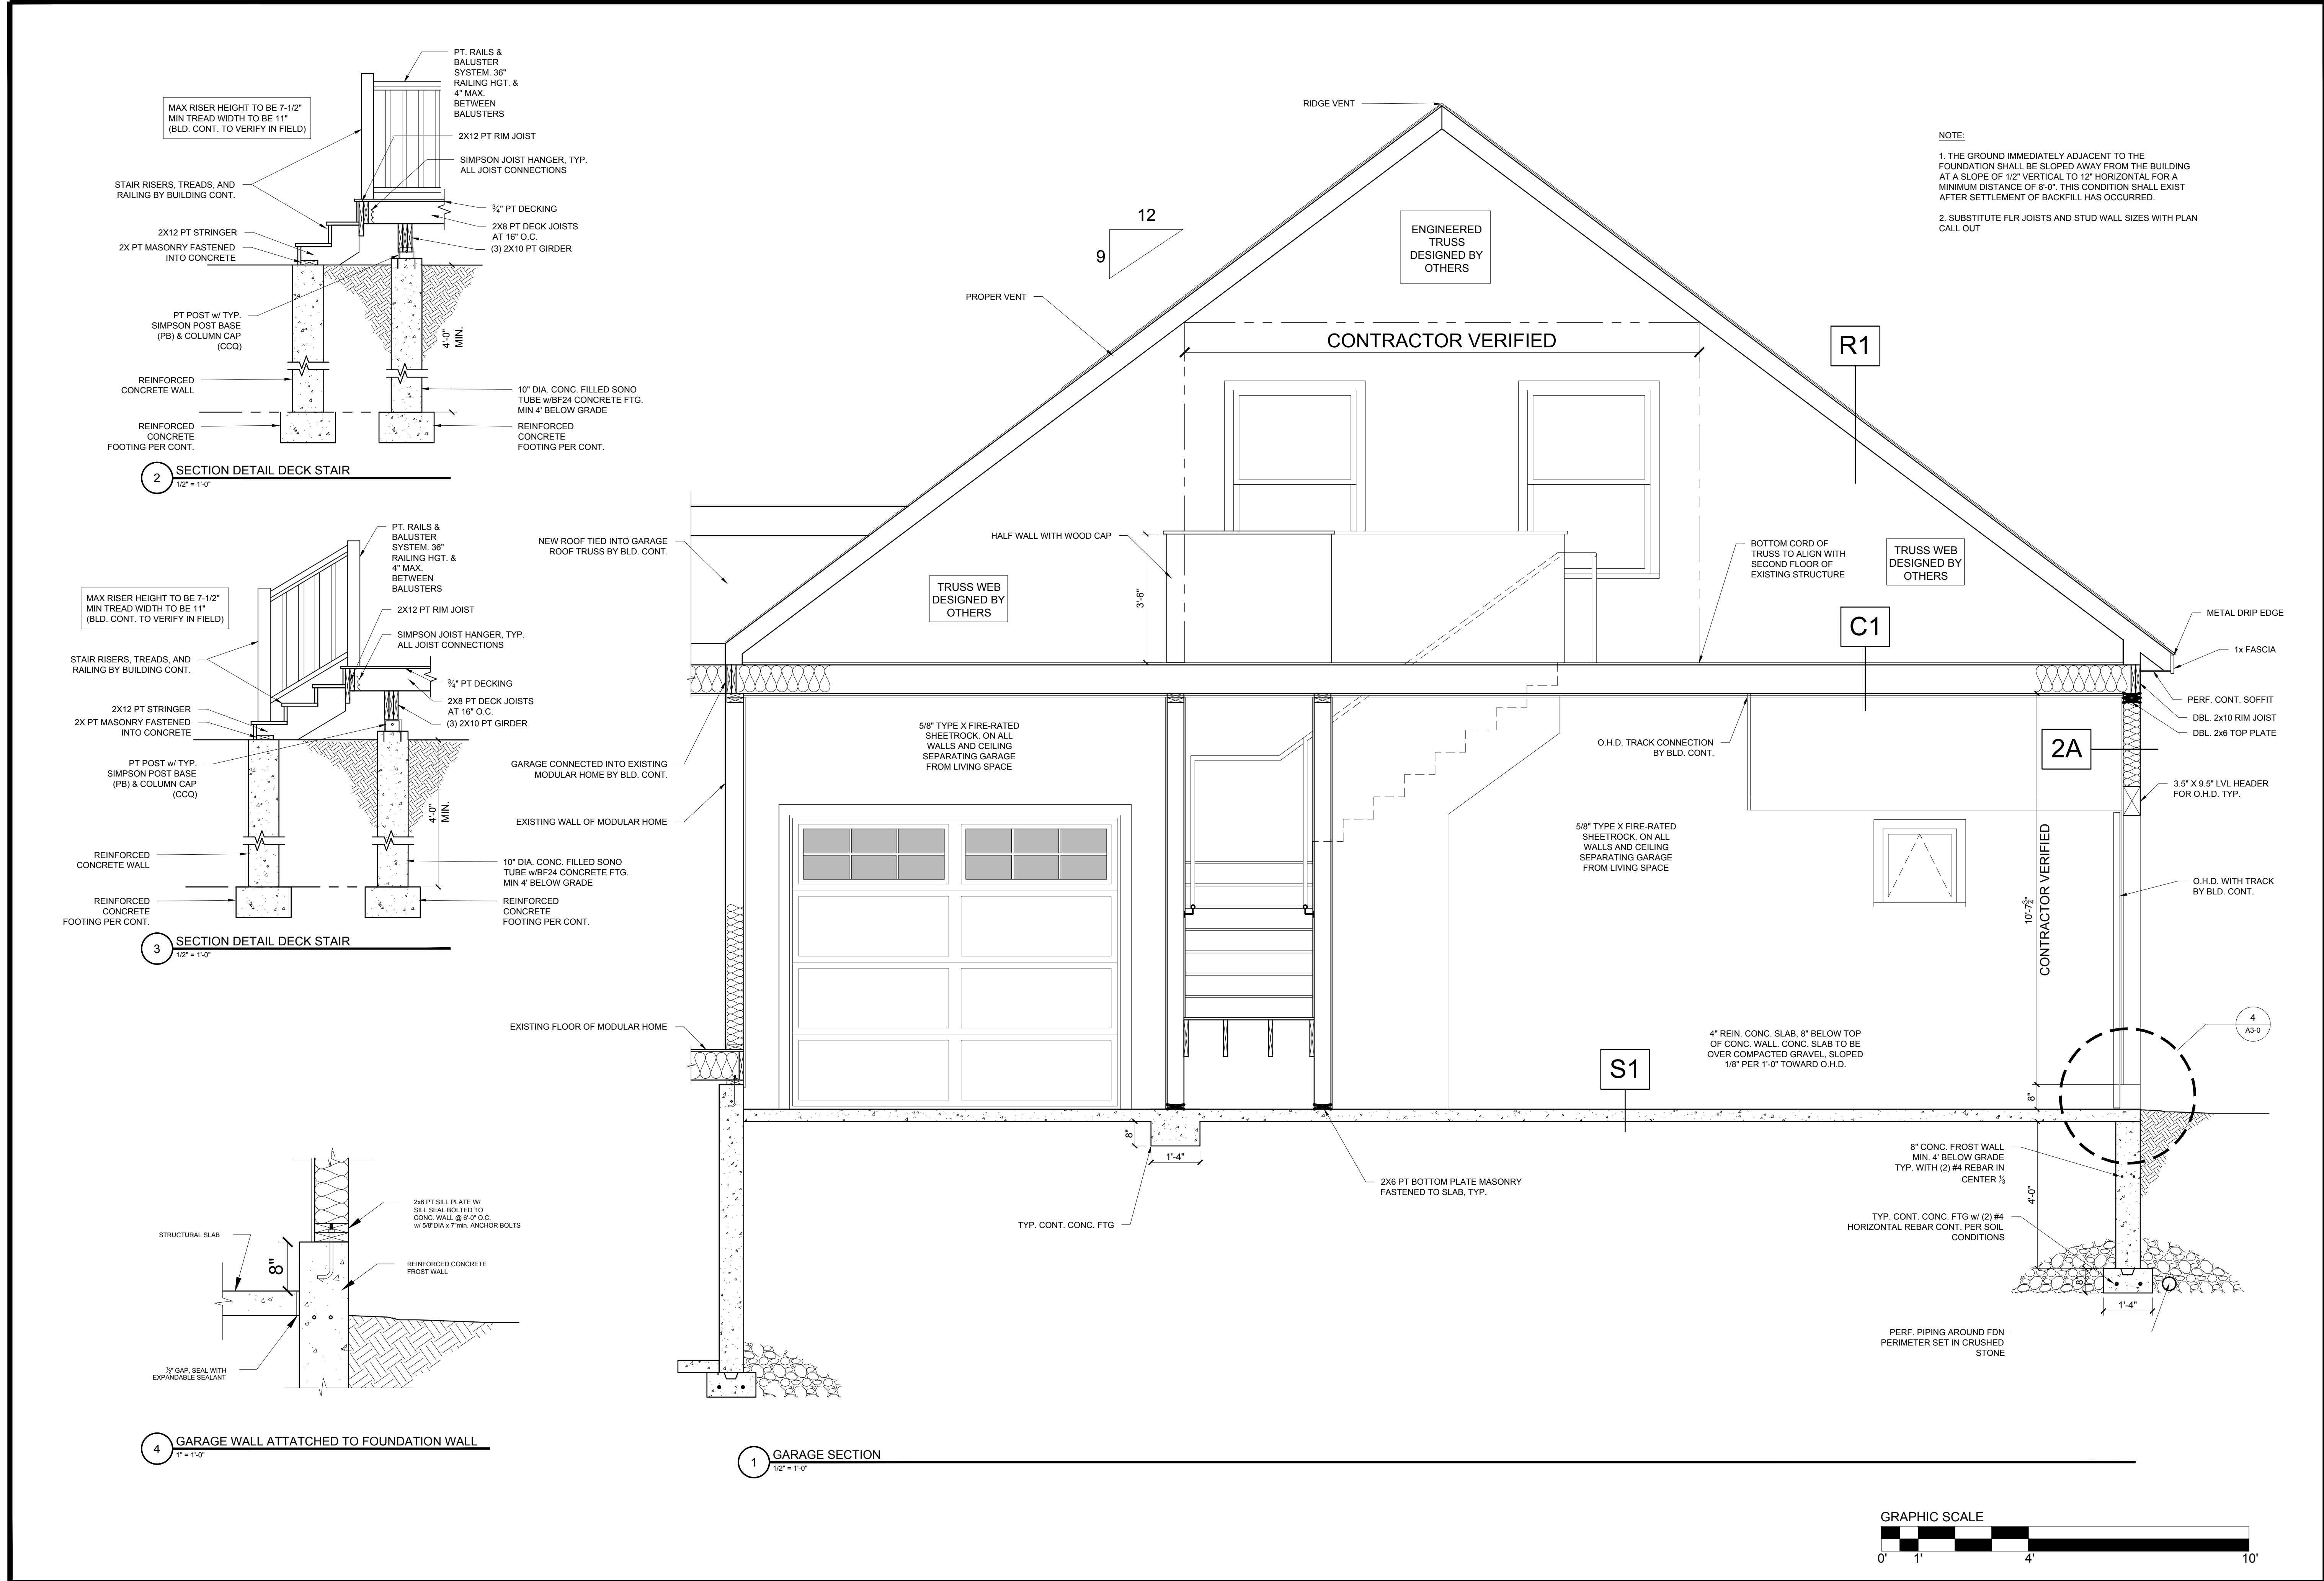 PT. RAILS &
BALUSTER
SYSTEM. 36"
RAILING HGT. &
4" MAX.
BETWEEN
BALUSTERS
MAX RISER HEIGHT TO BE 7-1/2"
MIN TREAD WIDTH TO BE 11"
(BLD. CONT. TO VERIFY IN FIELD)
2X12 PT RIM JOIST
SIMPSON JOIST HANGER, TYP.
ALL JOIST CONNECTIONS
STAIR RISERS, TREADS, AND
RAILING BY BUILDING CONT.
3/4" PT DECKING
2X8 PT DECK JOISTS
AT 16" O.C.
(3) 2X10 PT GIRDER
2X12 PT STRINGER
2X PT MASONRY FASTENED
INTO CONCRETE
PT POST w/ TYP.
SIMPSON POST BASE
(PB) & COLUMN CAP
(CCQ)
4'-0"
MIN.
REINFORCED
CONCRETE WALL
10" DIA. CONC. FILLED SONO
TUBE w/BF24 CONCRETE FTG.
MIN 4' BELOW GRADE
REINFORCED
CONCRETE
FOOTING PER CONT.
REINFORCED
CONCRETE
FOOTING PER CONT.
2
SECTION DETAIL DECK STAIR
1/2" = 1'-0"
PT. RAILS &
BALUSTER
SYSTEM. 36"
RAILING HGT. &
4" MAX.
BETWEEN
BALUSTERS
MAX RISER HEIGHT TO BE 7-1/2"
MIN TREAD WIDTH TO BE 11"
(BLD. CONT. TO VERIFY IN FIELD)
2X12 PT RIM JOIST
SIMPSON JOIST HANGER, TYP.
ALL JOIST CONNECTIONS
STAIR RISERS, TREADS, AND
RAILING BY BUILDING CONT.
3/4" PT DECKING
2X8 PT DECK JOISTS
AT 16" O.C.
(3) 2X10 PT GIRDER
2X12 PT STRINGER
2X PT MASONRY FASTENED
INTO CONCRETE
PT POST w/ TYP.
SIMPSON POST BASE
(PB) & COLUMN CAP
(CCQ)
4'-0"
MIN.
REINFORCED
CONCRETE WALL
10" DIA. CONC. FILLED SONO
TUBE w/BF24 CONCRETE FTG.
MIN 4' BELOW GRADE
REINFORCED
CONCRETE
FOOTING PER CONT.
REINFORCED
CONCRETE
FOOTING PER CONT.
3
SECTION DETAIL DECK STAIR
1/2" = 1'-0"
2x6 PT SILL PLATE W/
SILL SEAL BOLTED TO
CONC. WALL @ 6'-0" O.C.
w/ 5/8"DIA x 7"min. ANCHOR BOLTS
STRUCTURAL SLAB
8"
REINFORCED CONCRETE
FROST WALL
1/2" GAP, SEAL WITH
EXPANDABLE SEALANT
4
GARAGE WALL ATTATCHED TO FOUNDATION WALL
1" = 1'-0"
RIDGE VENT
12
9
PROPER VENT
ENGINEERED
TRUSS
DESIGNED BY
OTHERS
CONTRACTOR VERIFIED
R1
NOTE:
1. THE GROUND IMMEDIATELY ADJACENT TO THE
FOUNDATION SHALL BE SLOPED AWAY FROM THE BUILDING
AT A SLOPE OF 1/2" VERTICAL TO 12" HORIZONTAL FOR A
MINIMUM DISTANCE OF 8'-0". THIS CONDITION SHALL EXIST
AFTER SETTLEMENT OF BACKFILL HAS OCCURRED.
2. SUBSTITUTE FLR JOISTS AND STUD WALL SIZES WITH PLAN
CALL OUT
NEW ROOF TIED INTO GARAGE
ROOF TRUSS BY BLD. CONT.
HALF WALL WITH WOOD CAP
3'-6"
TRUSS WEB
DESIGNED BY
OTHERS
BOTTOM CORD OF
TRUSS TO ALIGN WITH
SECOND FLOOR OF
EXISTING STRUCTURE
TRUSS WEB
DESIGNED BY
OTHERS
C1
METAL DRIP EDGE
1x FASCIA
PERF. CONT. SOFFIT
DBL. 2x10 RIM JOIST
DBL. 2x6 TOP PLATE
2A
3.5" X 9.5" LVL HEADER
FOR O.H.D. TYP.
GARAGE CONNECTED INTO EXISTING
MODULAR HOME BY BLD. CONT.
EXISTING WALL OF MODULAR HOME
5/8" TYPE X FIRE-RATED
SHEETROCK. ON ALL
WALLS AND CEILING
SEPARATING GARAGE
FROM LIVING SPACE
O.H.D. TRACK CONNECTION
BY BLD. CONT.
5/8" TYPE X FIRE-RATED
SHEETROCK. ON ALL
WALLS AND CEILING
SEPARATING GARAGE
FROM LIVING SPACE
10'-7 3/4"
CONTRACTOR VERIFIED
O.H.D. WITH TRACK
BY BLD. CONT.
EXISTING FLOOR OF MODULAR HOME
4" REIN. CONC. SLAB, 8" BELOW TOP
OF CONC. WALL. CONC. SLAB TO BE
OVER COMPACTED GRAVEL, SLOPED
1/8" PER 1'-0" TOWARD O.H.D.
S1
4
A3-0
8"
8"
1'-4"
TYP. CONT. CONC. FTG
2X6 PT BOTTOM PLATE MASONRY
FASTENED TO SLAB, TYP.
8" CONC. FROST WALL
MIN. 4' BELOW GRADE
TYP. WITH (2) #4 REBAR IN
CENTER 1/3
4'-0"
TYP. CONT. CONC. FTG w/ (2) #4
HORIZONTAL REBAR CONT. PER SOIL
CONDITIONS
8"
1'-4"
PERF. PIPING AROUND FDN
PERIMETER SET IN CRUSHED
STONE
1
GARAGE SECTION
1/2" = 1'-0"
GRAPHIC SCALE
0' 1' 4' 10'